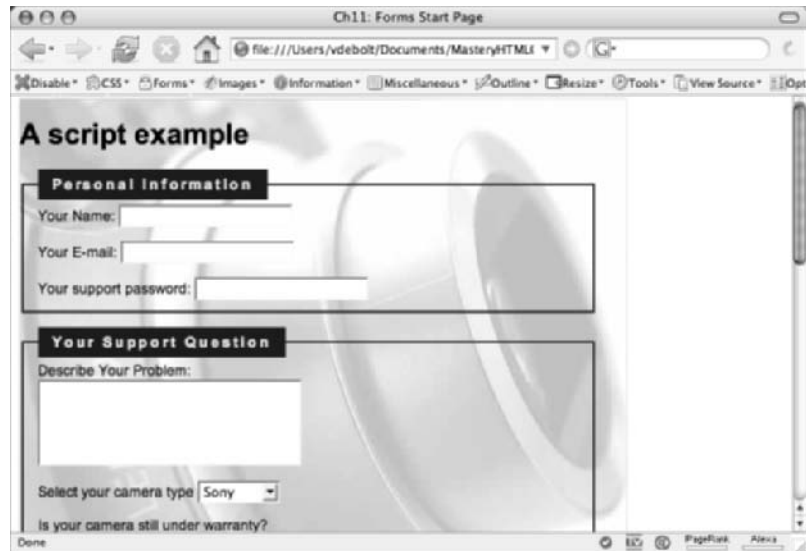 Ch11: Forms Start Page
file:///Users/vdebolt/Documents/MasteryHTML
G
Disable CSS Forms Images Information Miscellaneous Outline Resize Tools View Source Opt
A script example
Personal Information
Your Name:
Your E-mail:
Your support password:
Your Support Question
Describe Your Problem:
Select your camera type Sony
Is your camera still under warranty?
Done PageRank Alexa